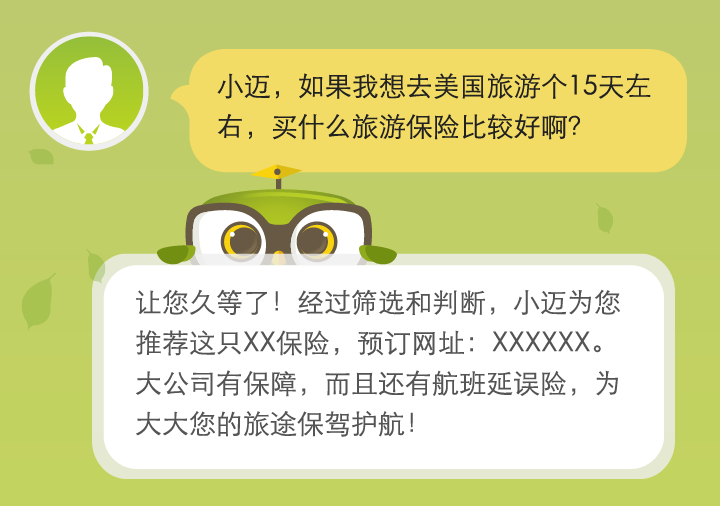 小迈，如果我想去美国旅游个15天左
右，买什么旅游保险比较好啊？
让您久等了！经过筛选和判断，小迈为您
推荐这只XX保险，预订网址：XXXXXX。
大公司有保障，而且还有航班延误险，为
大大您的旅途保驾护航！